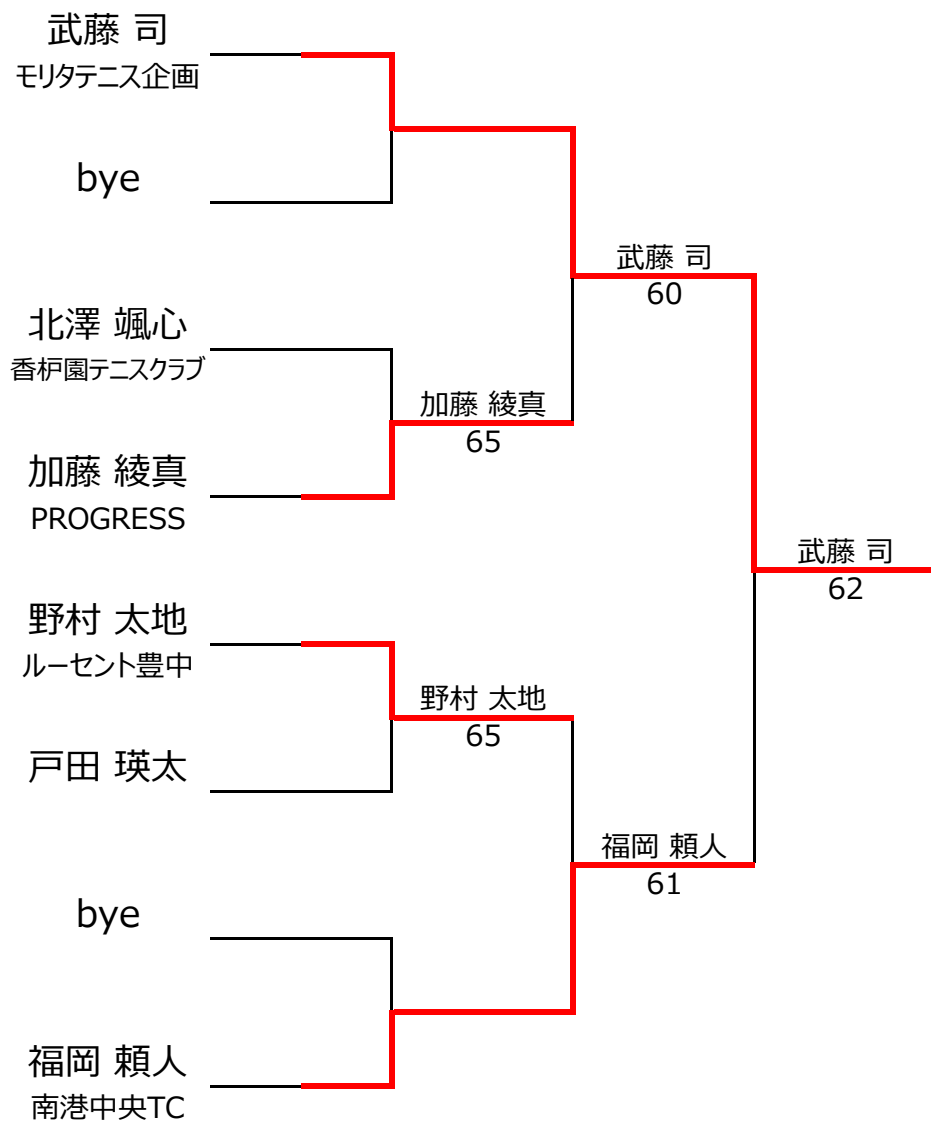 武藤 司
モリタテニス企画
bye
武藤 司
60
北澤 颯心
香枦園テニスクラブ
加藤 綾真
65
加藤 綾真
PROGRESS
武藤 司
62
野村 太地
ルーセント豊中
野村 太地
65
戸田 瑛太
福岡 頼人
61
bye
福岡 頼人
南港中央TC